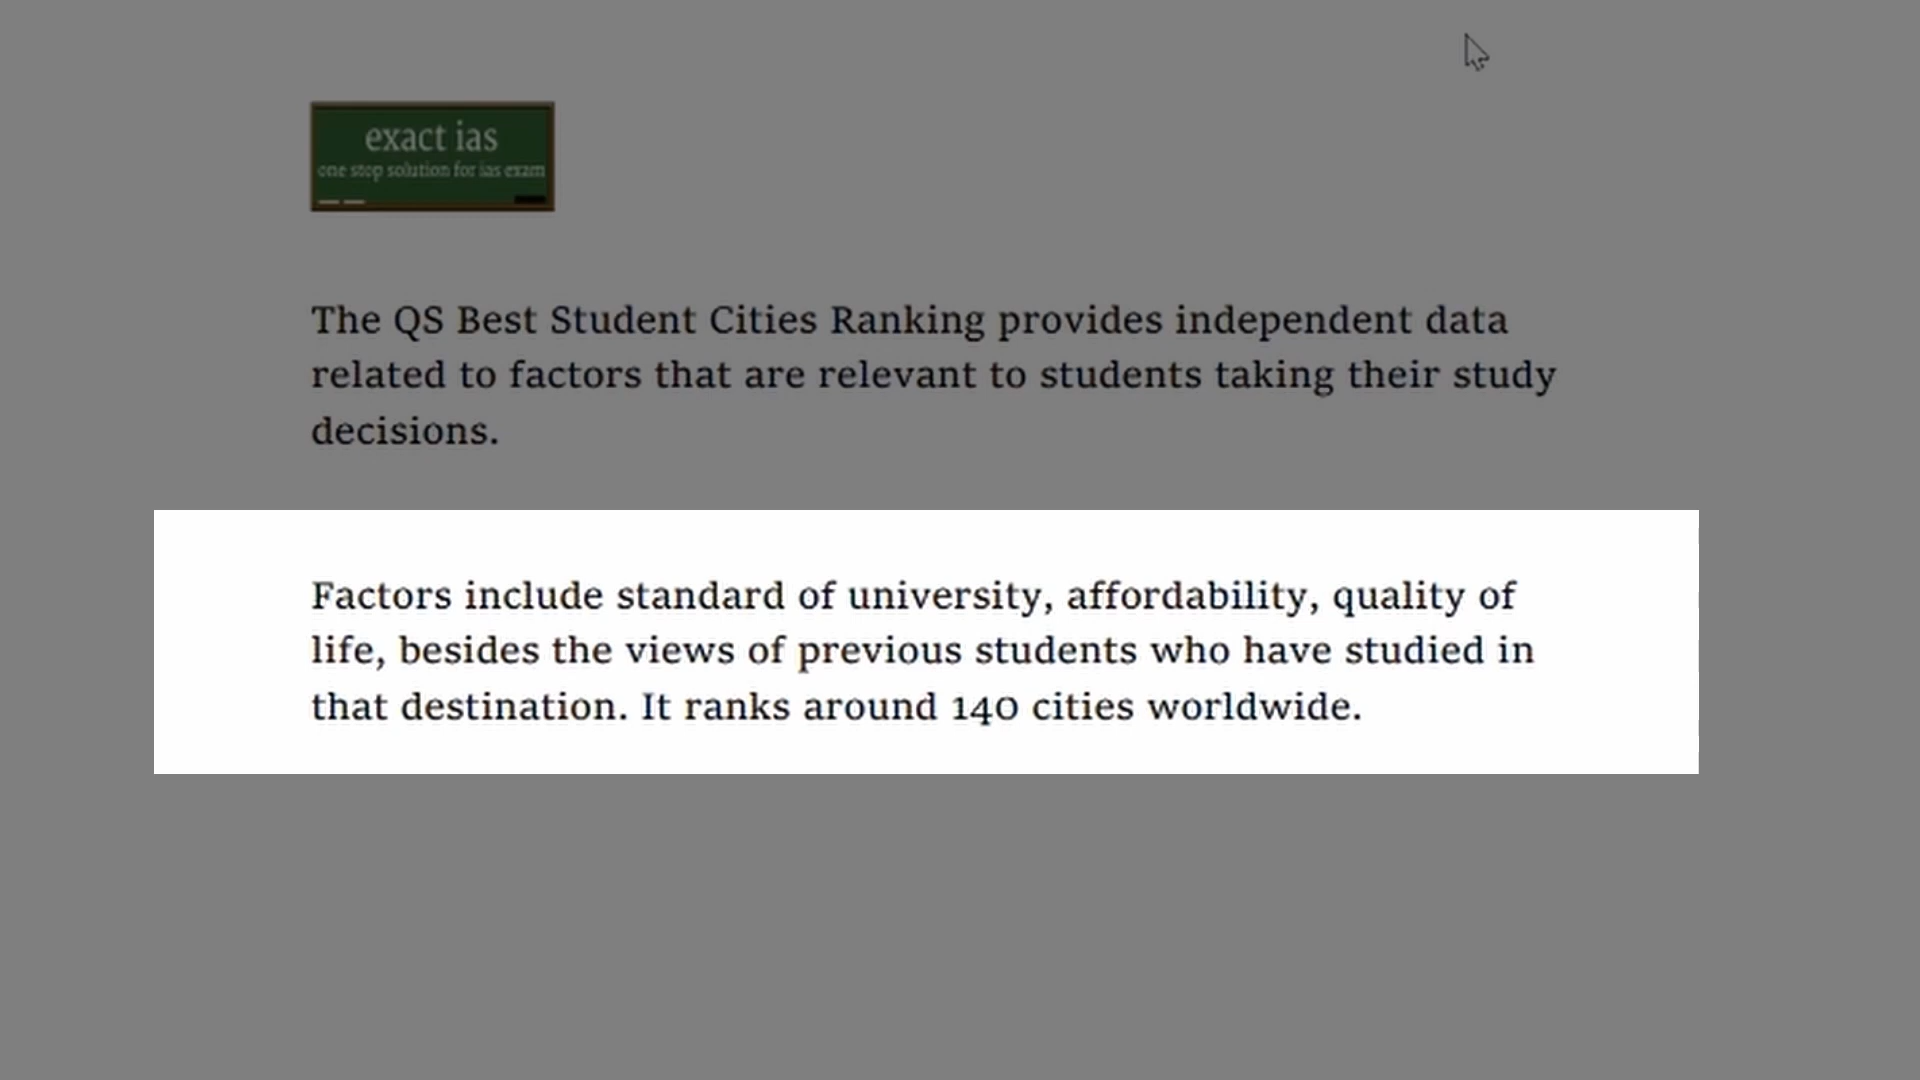 exact ias
one stop solution for ias exam
The QS Best Student Cities Ranking provides independent data
related to factors that are relevant to students taking their study
decisions.
Factors include standard of university, affordability, quality of
life, besides the views of previous students who have studied in
that destination. It ranks around 140 cities worldwide.